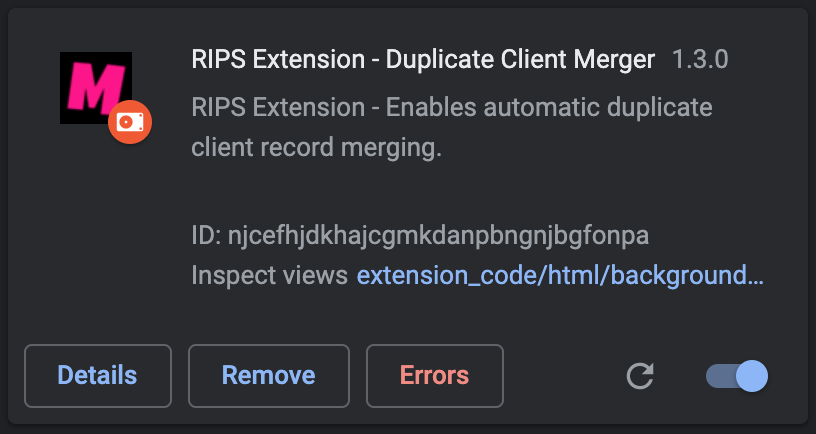 M
RIPS Extension - Duplicate Client Merger 1.3.0
RIPS Extension - Enables automatic duplicate
client record merging.
ID: njcefhjdkhajcgmkdanpbngnjbgfonpa
Inspect views extension_code/html/background...
Details Remove Errors